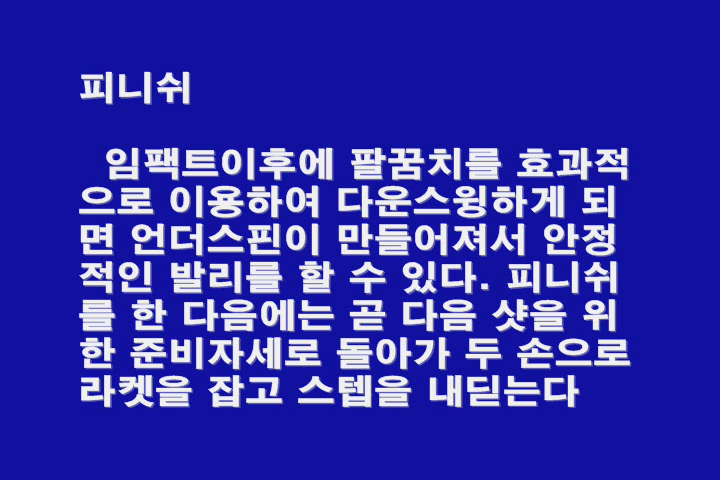 피니쉬
임팩트이후에 팔꿈치를 효과적
으로 이용하여 다운스윙하게 되
면 언더스핀이 만들어져서 안정
적인 발리를 할 수 있다. 피니쉬
를 한 다음에는 곧 다음 샷을 위
한 준비자세로 돌아가 두 손으로
라켓을 잡고 스텝을 내딛는다